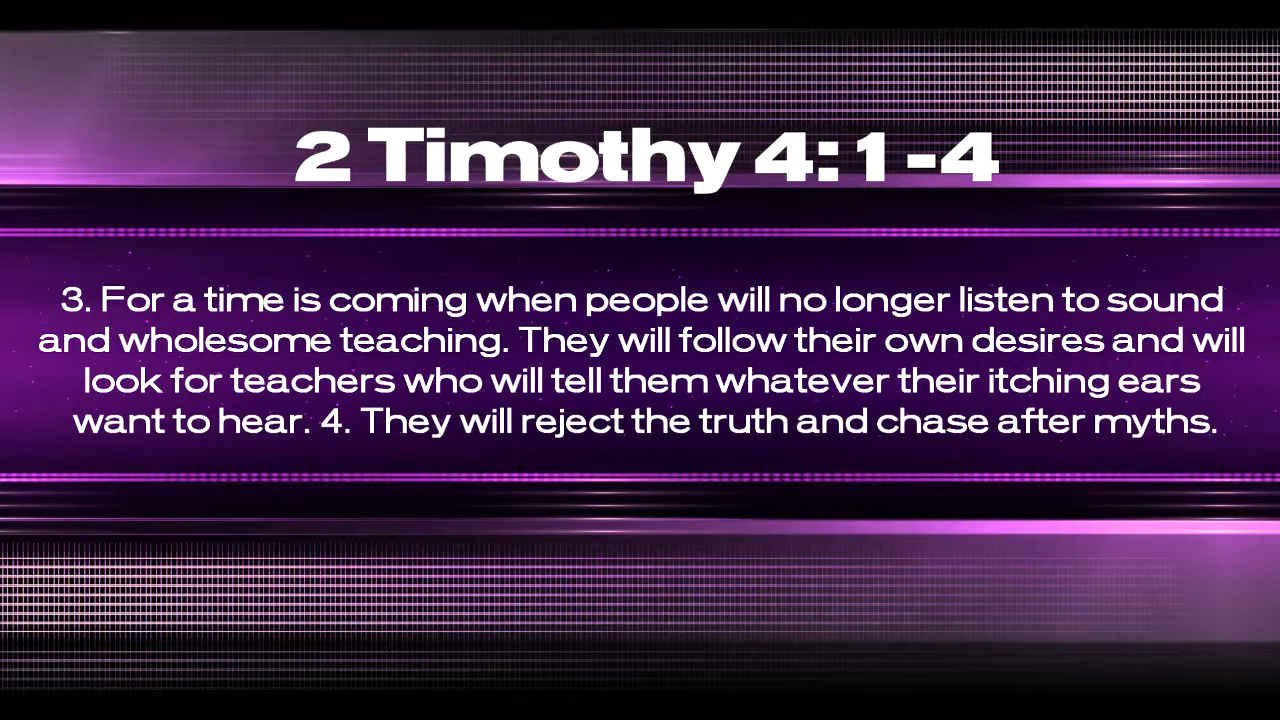 2 Timothy 4:1-4
3. For a time is coming when people will no longer listen to sound
and wholesome teaching. They will follow their own desires and will
look for teachers who will tell them whatever their itching ears
want to hear. 4. They will reject the truth and chase after myths.